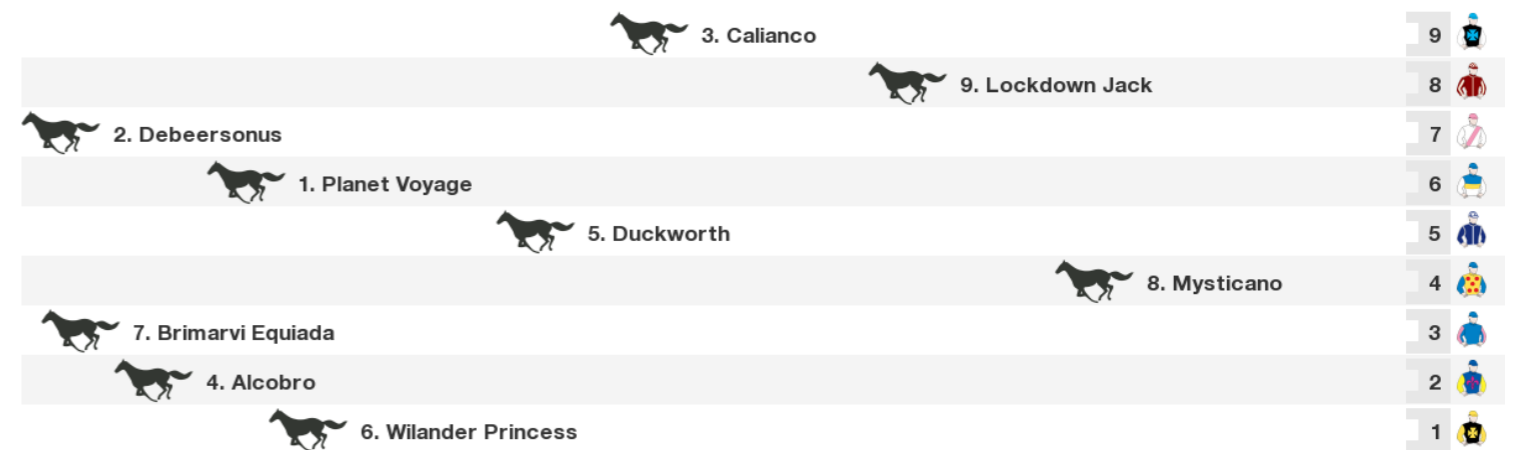 3. Calianco 9
9. Lockdown Jack 8
2. Debeersonus 7
1. Planet Voyage 6
5. Duckworth 5
8. Mysticano 4
7. Brimarvi Equiada 3
4. Alcobro 2
6. Wilander Princess 1